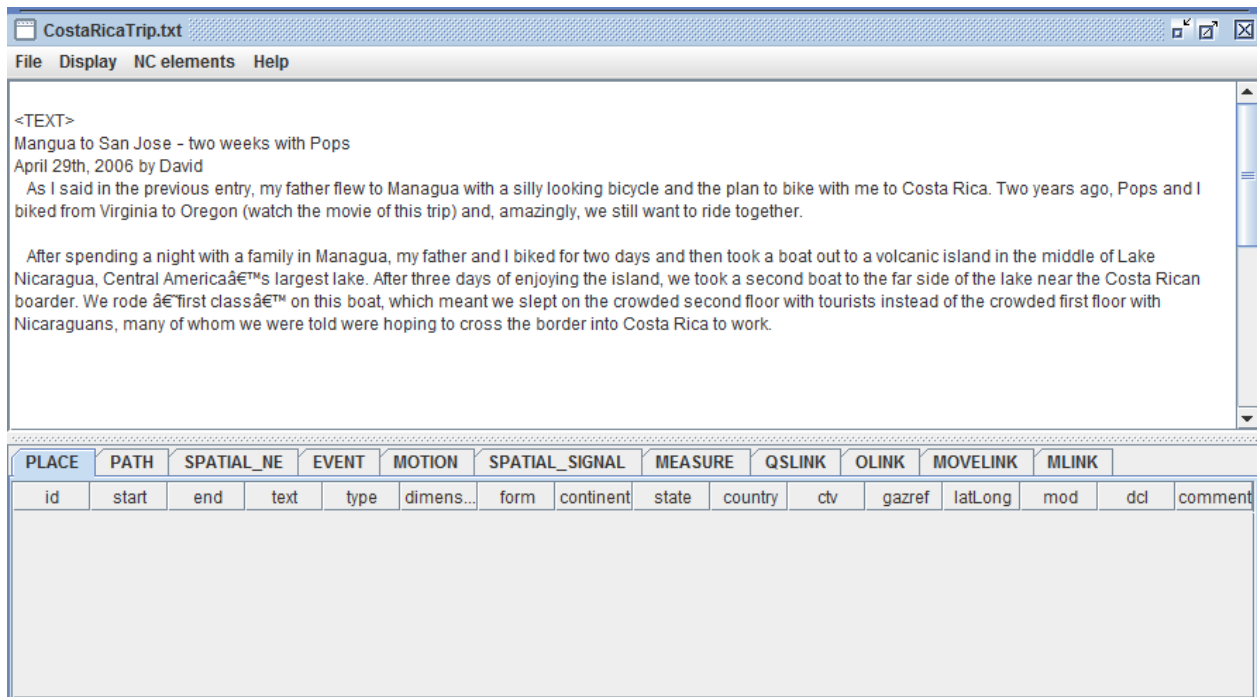 CostaRicaTrip.txt
File Display NC elements Help
<TEXT>
Mangua to San Jose - two weeks with Pops
April 29th, 2006 by David
As I said in the previous entry, my father flew to Managua with a silly looking bicycle and the plan to bike with me to Costa Rica. Two years ago, Pops and I
biked from Virginia to Oregon (watch the movie of this trip) and, amazingly, we still want to ride together.
After spending a night with a family in Managua, my father and I biked for two days and then took a boat out to a volcanic island in the middle of Lake
Nicaragua, Central Americaâ€™s largest lake. After three days of enjoying the island, we took a second boat to the far side of the lake near the Costa Rican
boarder. We rode â€˜first classâ€™ on this boat, which meant we slept on the crowded second floor with tourists instead of the crowded first floor with
Nicaraguans, many of whom we were told were hoping to cross the border into Costa Rica to work.
PLACE PATH SPATIAL_NE EVENT MOTION SPATIAL_SIGNAL MEASURE QSLINK OLINK MOVELINK MLINK
id start end text type dimens... form continent state country ctv gazref latLong mod dcl comment